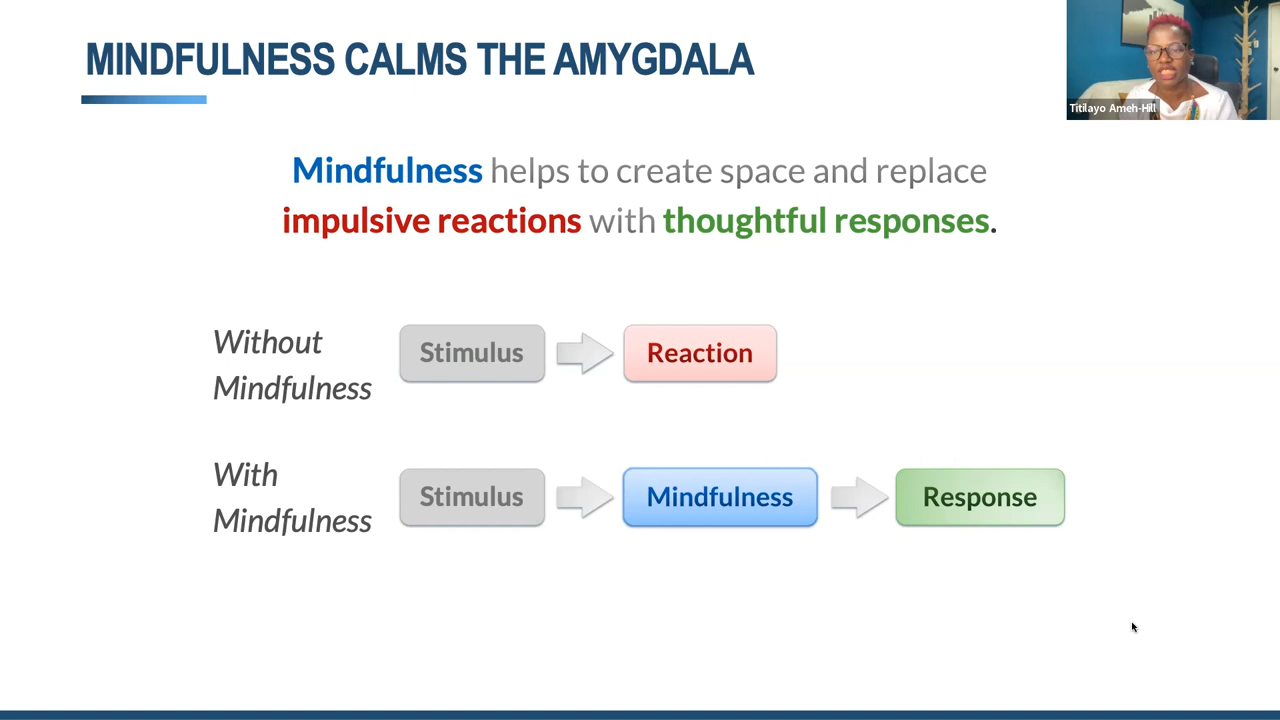 MINDFULNESS CALMS THE AMYGDALA
Titilayo Ameh-Hill
Mindfulness helps to create space and replace
impulsive reactions with thoughtful responses.
Without
Mindfulness
Stimulus
Reaction
With
Mindfulness
Stimulus
Mindfulness
Response